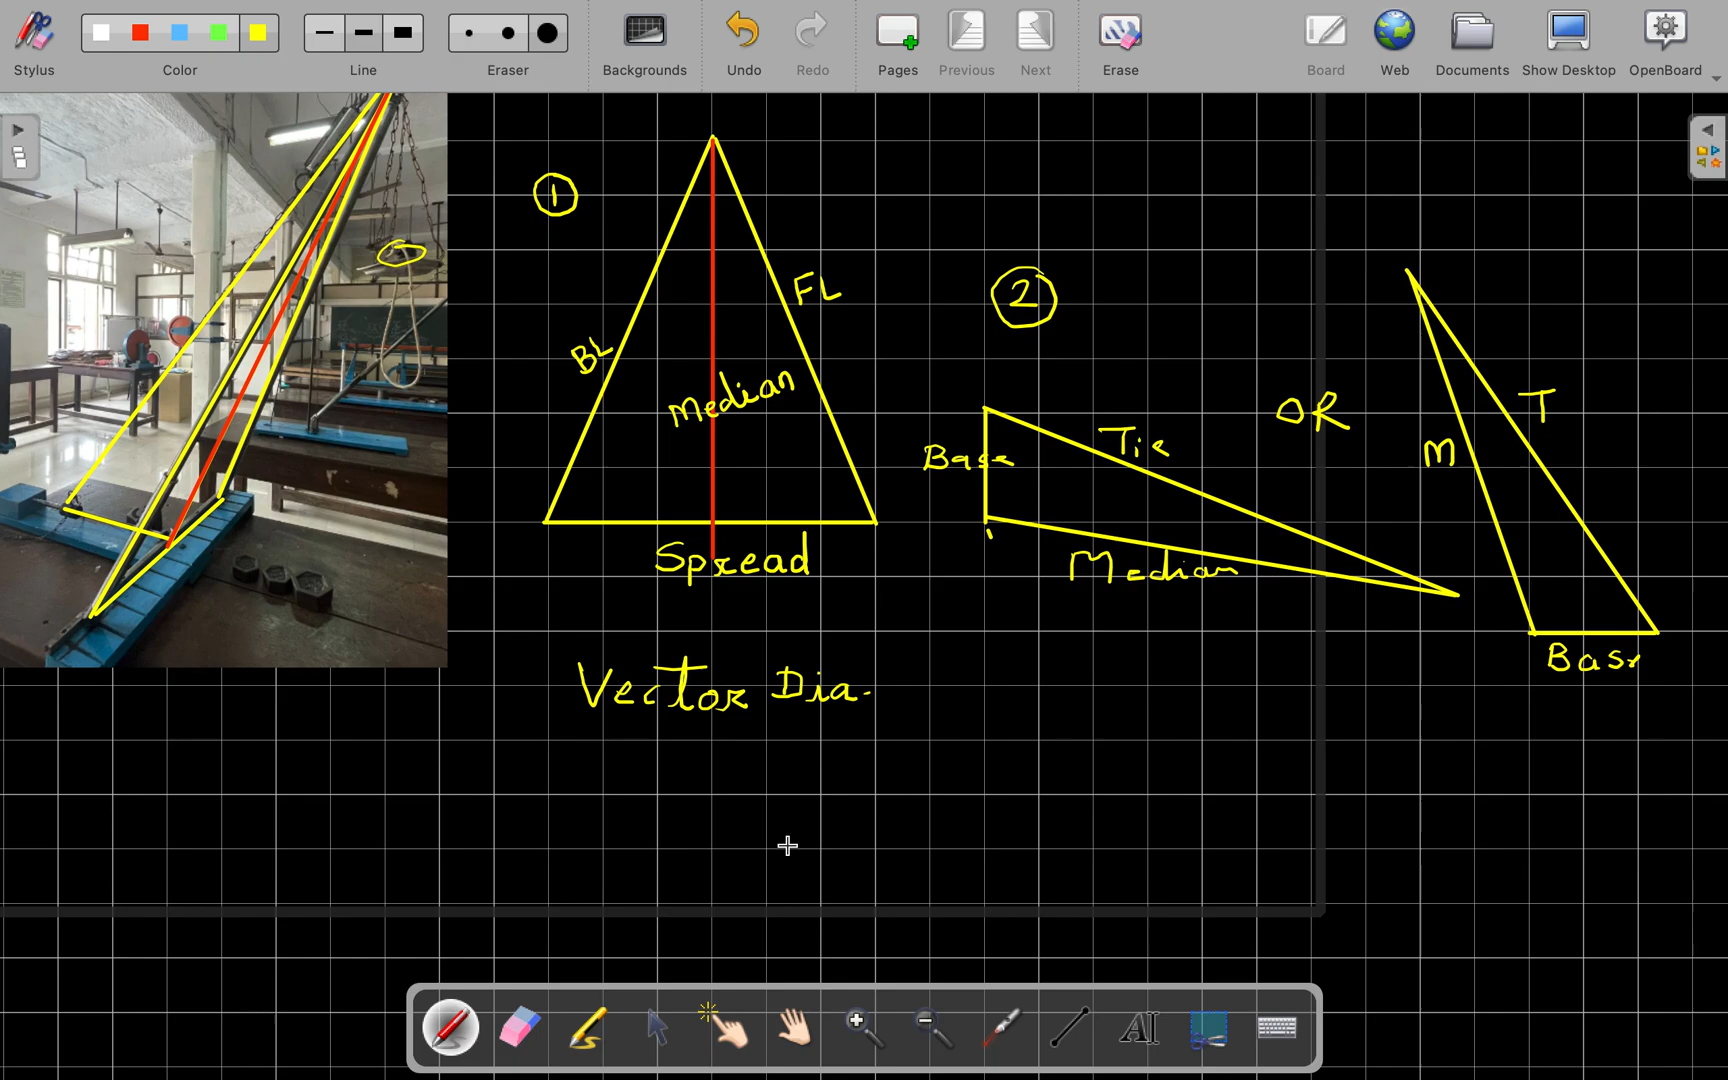 Stylus
Color
Line
Eraser
Backgrounds
Undo
Redo
Pages
Previous
Next
Erase
Board
Web
Documents
Show Desktop
OpenBoard
1
BL
FL
Median
Spread
2
Base
Tie
Median
OR
M
T
Base
Vector Dia.
AI